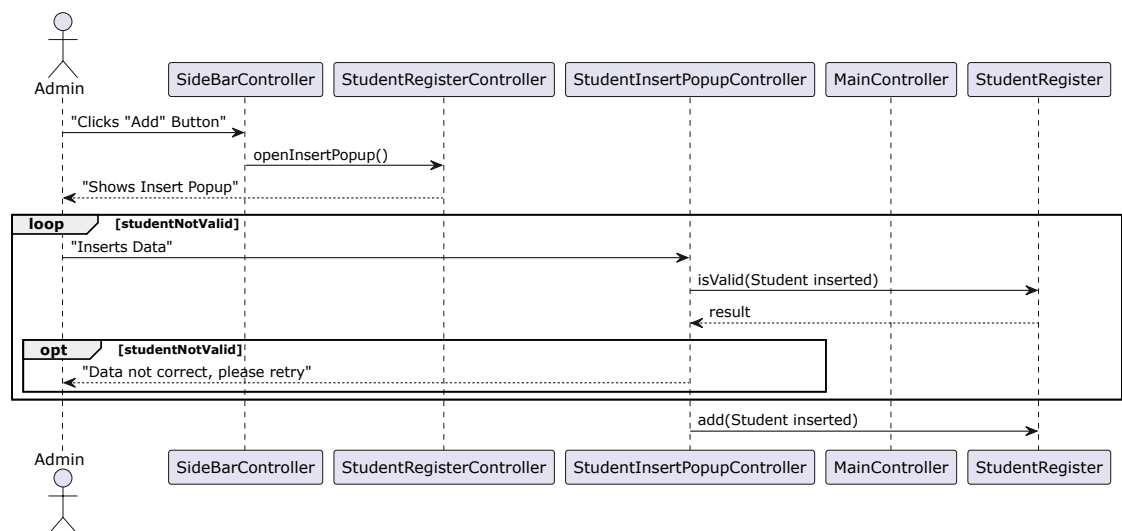 Admin
SideBarController
StudentRegisterController
StudentInsertPopupController
MainController
StudentRegister
"Clicks "Add" Button"
openInsertPopup()
"Shows Insert Popup"
loop
[studentNotValid]
"Inserts Data"
isValid(Student inserted)
result
opt
[studentNotValid]
"Data not correct, please retry"
add(Student inserted)
Admin
SideBarController
StudentRegisterController
StudentInsertPopupController
MainController
StudentRegister